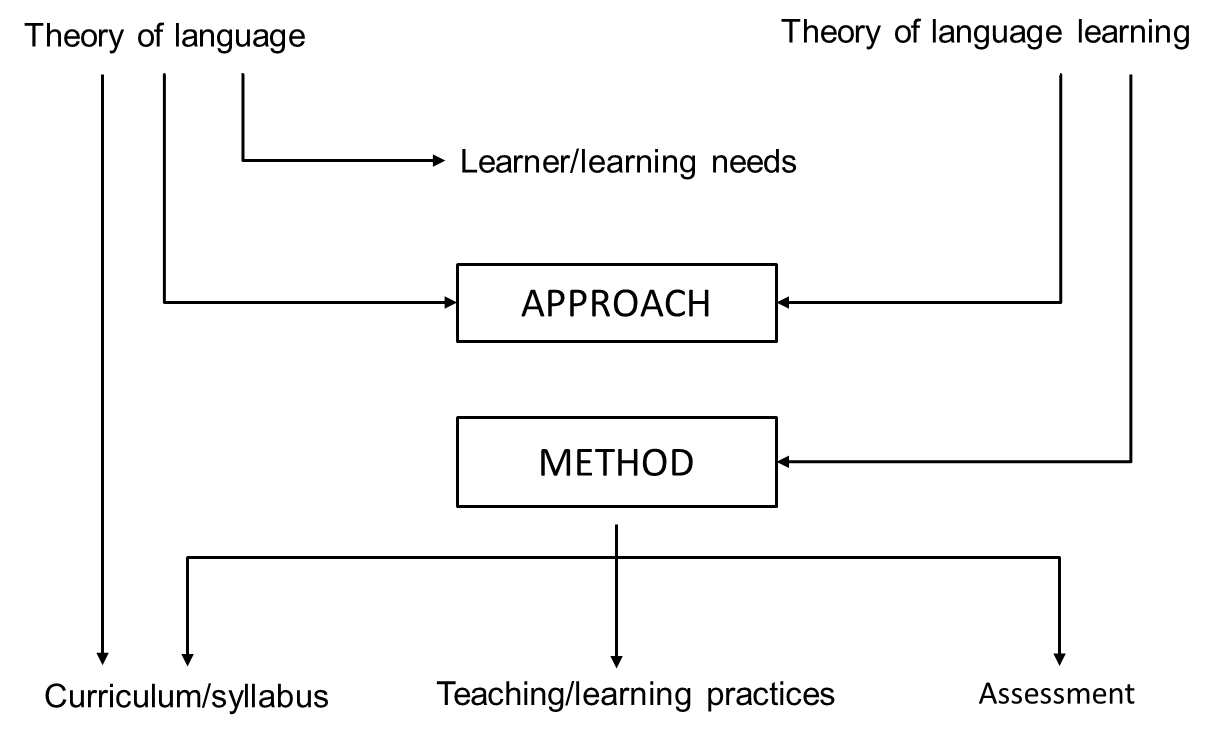 Theory of language
Theory of language learning
Learner/learning needs
APPROACH
METHOD
Curriculum/syllabus
Teaching/learning practices
Assessment